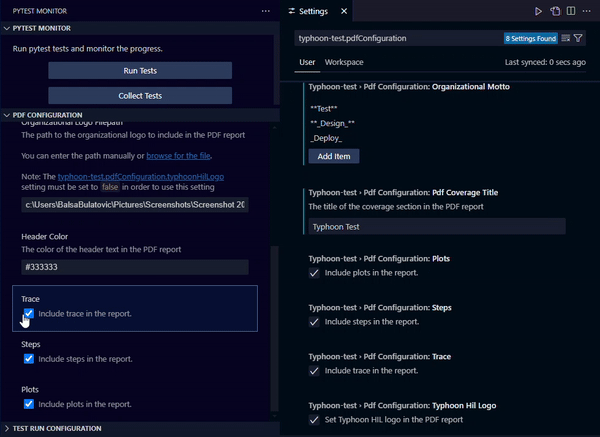 PYTEST MONITOR
PYTEST MONITOR
Run pytest tests and monitor the progress.
Run Tests
Collect Tests
PDF CONFIGURATION
Organizational Logo Filepath
The path to the organizational logo to include in the PDF report
You can enter the path manually or browse for the file.
Note: The typhoon-test.pdfConfiguration.typhoonHilLogo
setting must be set to false in order to use this setting
c:\Users\BalsaBulatovic\Pictures\Screenshots\Screenshot 20
Header Color
The color of the header text in the PDF report
#333333
Trace
Include trace in the report.
Steps
Include steps in the report.
Plots
Include plots in the report.
TEST RUN CONFIGURATION
Settings
typhoon-test.pdfConfiguration
8 Settings Found
User
Workspace
Last synced: 0 secs ago
Typhoon-test › Pdf Configuration: Organizational Motto
**Test**
**_Design_**
_Deploy_
Add Item
Typhoon-test › Pdf Configuration: Pdf Coverage Title
The title of the coverage section in the PDF report
Typhoon Test
Typhoon-test › Pdf Configuration: Plots
Include plots in the report.
Typhoon-test › Pdf Configuration: Steps
Include steps in the report.
Typhoon-test › Pdf Configuration: Trace
Include trace in the report.
Typhoon-test › Pdf Configuration: Typhoon Hil Logo
Set Typhoon HIL logo in the PDF report